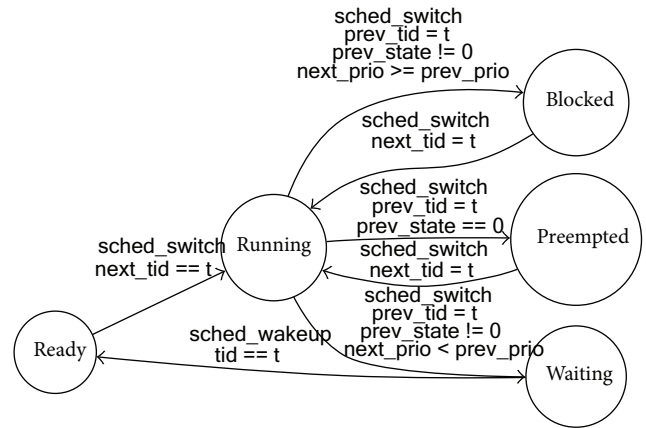 sched_switch
prev_tid = t
prev_state != 0
next_prio >= prev_prio
Blocked
sched_switch
next_tid = t
sched_switch
prev_tid = t
prev_state == 0
Running
Preempted
sched_switch
next_tid == t
sched_switch
next_tid = t
sched_switch
prev_tid = t
prev_state != 0
next_prio < prev_prio
sched_wakeup
tid == t
Ready
Waiting